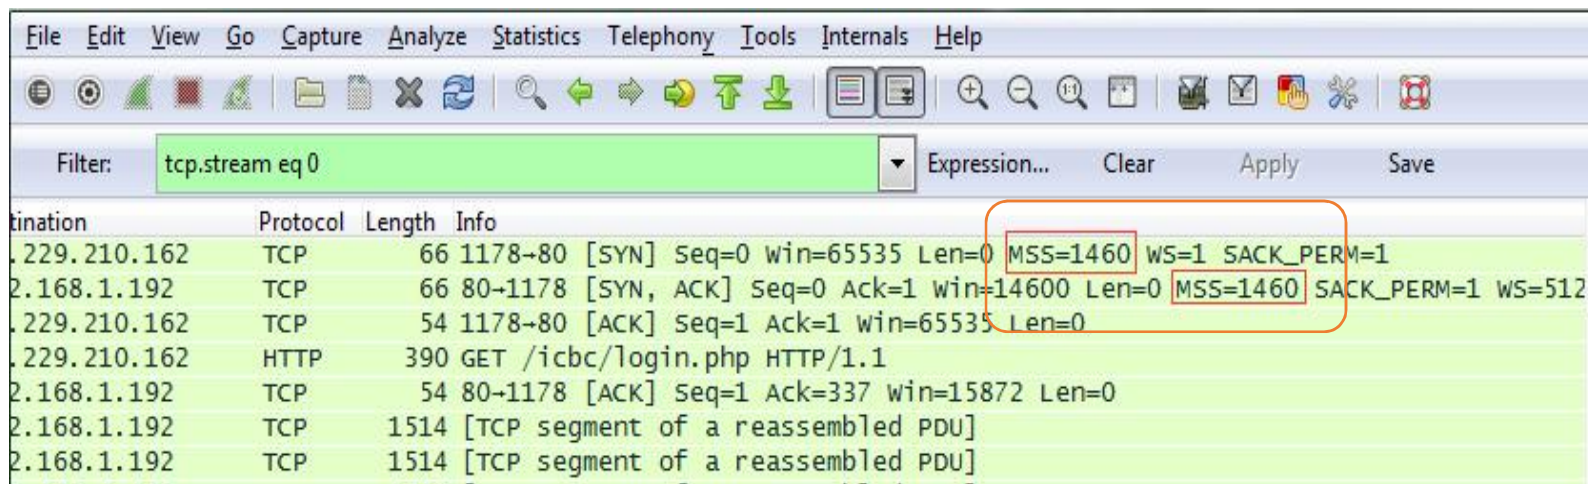 File Edit View Go Capture Analyze Statistics Telephony Tools Internals Help
Filter: tcp.stream eq 0 Expression... Clear Apply Save
tination Protocol Length Info
.229.210.162 TCP 66 1178→80 [SYN] Seq=0 Win=65535 Len=0 MSS=1460 WS=1 SACK_PERM=1
2.168.1.192 TCP 66 80→1178 [SYN, ACK] Seq=0 Ack=1 Win=14600 Len=0 MSS=1460 SACK_PERM=1 WS=512
.229.210.162 TCP 54 1178→80 [ACK] Seq=1 Ack=1 Win=65535 Len=0
.229.210.162 HTTP 390 GET /icbc/login.php HTTP/1.1
2.168.1.192 TCP 54 80→1178 [ACK] Seq=1 Ack=337 Win=15872 Len=0
2.168.1.192 TCP 1514 [TCP segment of a reassembled PDU]
2.168.1.192 TCP 1514 [TCP segment of a reassembled PDU]